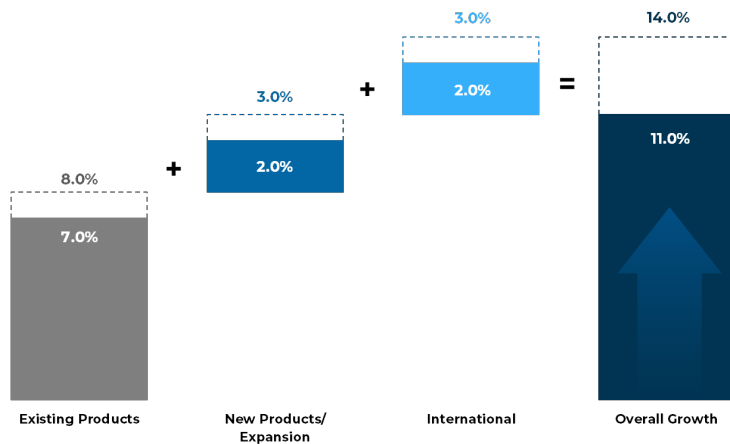 8.0%
7.0%
+
3.0%
2.0%
+
3.0%
2.0%
=
14.0%
11.0%
Existing Products
New Products/
Expansion
International
Overall Growth